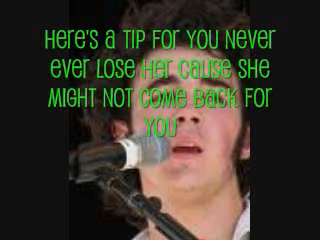 Here's a tip for you Never
ever lose her cause she
might not come back for
you